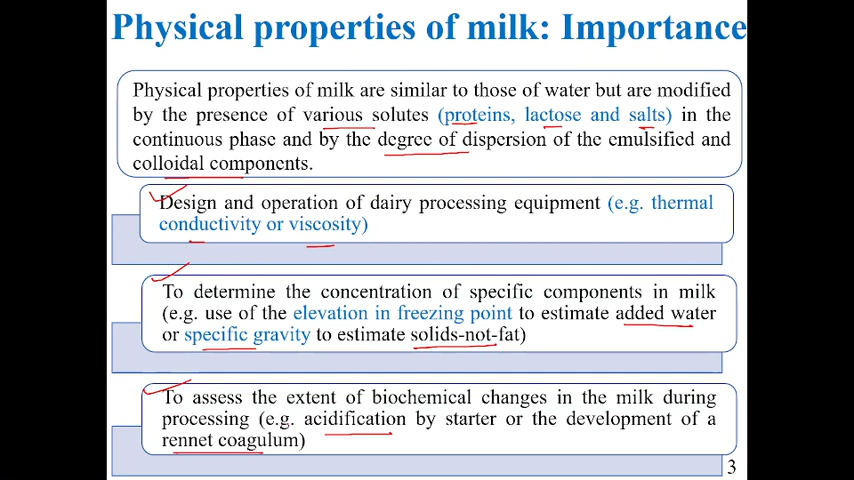 Physical properties of milk: Importance
Physical properties of milk are similar to those of water but are modified
by the presence of various solutes (proteins, lactose and salts) in the
continuous phase and by the degree of dispersion of the emulsified and
colloidal components.
Design and operation of dairy processing equipment (e.g. thermal
conductivity or viscosity)
To determine the concentration of specific components in milk
(e.g. use of the elevation in freezing point to estimate added water
or specific gravity to estimate solids-not-fat)
To assess the extent of biochemical changes in the milk during
processing (e.g. acidification by starter or the development of a
rennet coagulum)
3